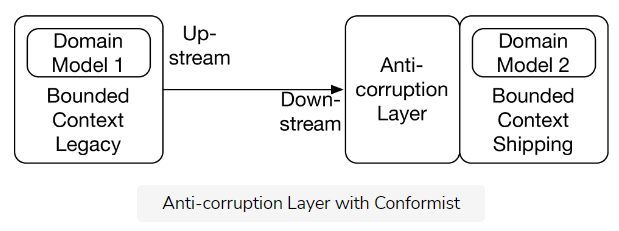 Domain
Model 1
Bounded
Context
Legacy
Up-
stream
Down-
stream
Anti-
corruption
Layer
Domain
Model 2
Bounded
Context
Shipping
Anti-corruption Layer with Conformist